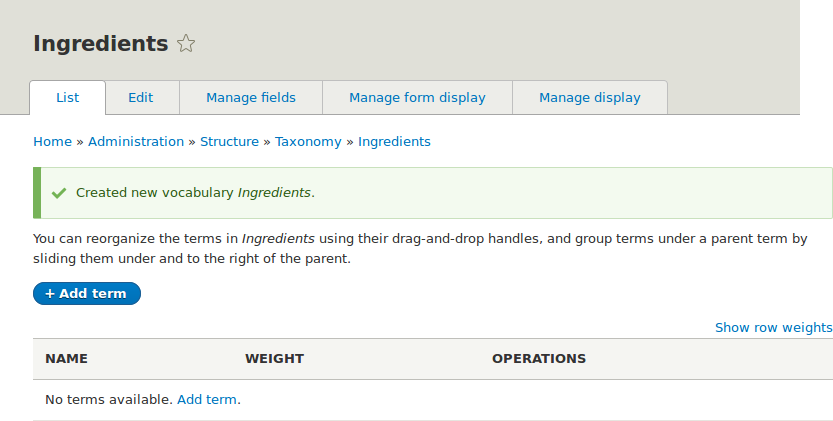 Ingredients
List Edit Manage fields Manage form display Manage display
Home » Administration » Structure » Taxonomy » Ingredients
Created new vocabulary Ingredients.
You can reorganize the terms in Ingredients using their drag-and-drop handles, and group terms under a parent term by
sliding them under and to the right of the parent.
+ Add term
Show row weights
NAME WEIGHT OPERATIONS
No terms available. Add term.